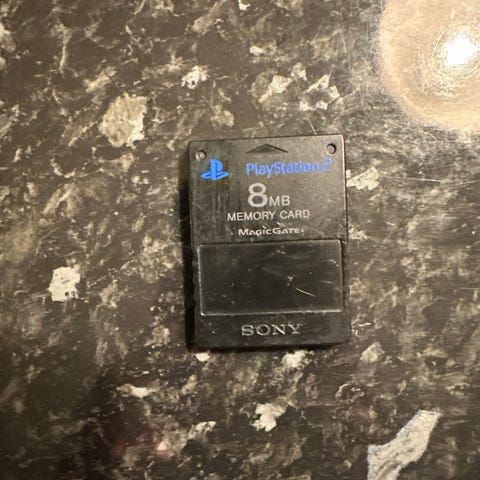 PlayStation 2
8MB
MEMORY CARD
MAGICGATE
SONY